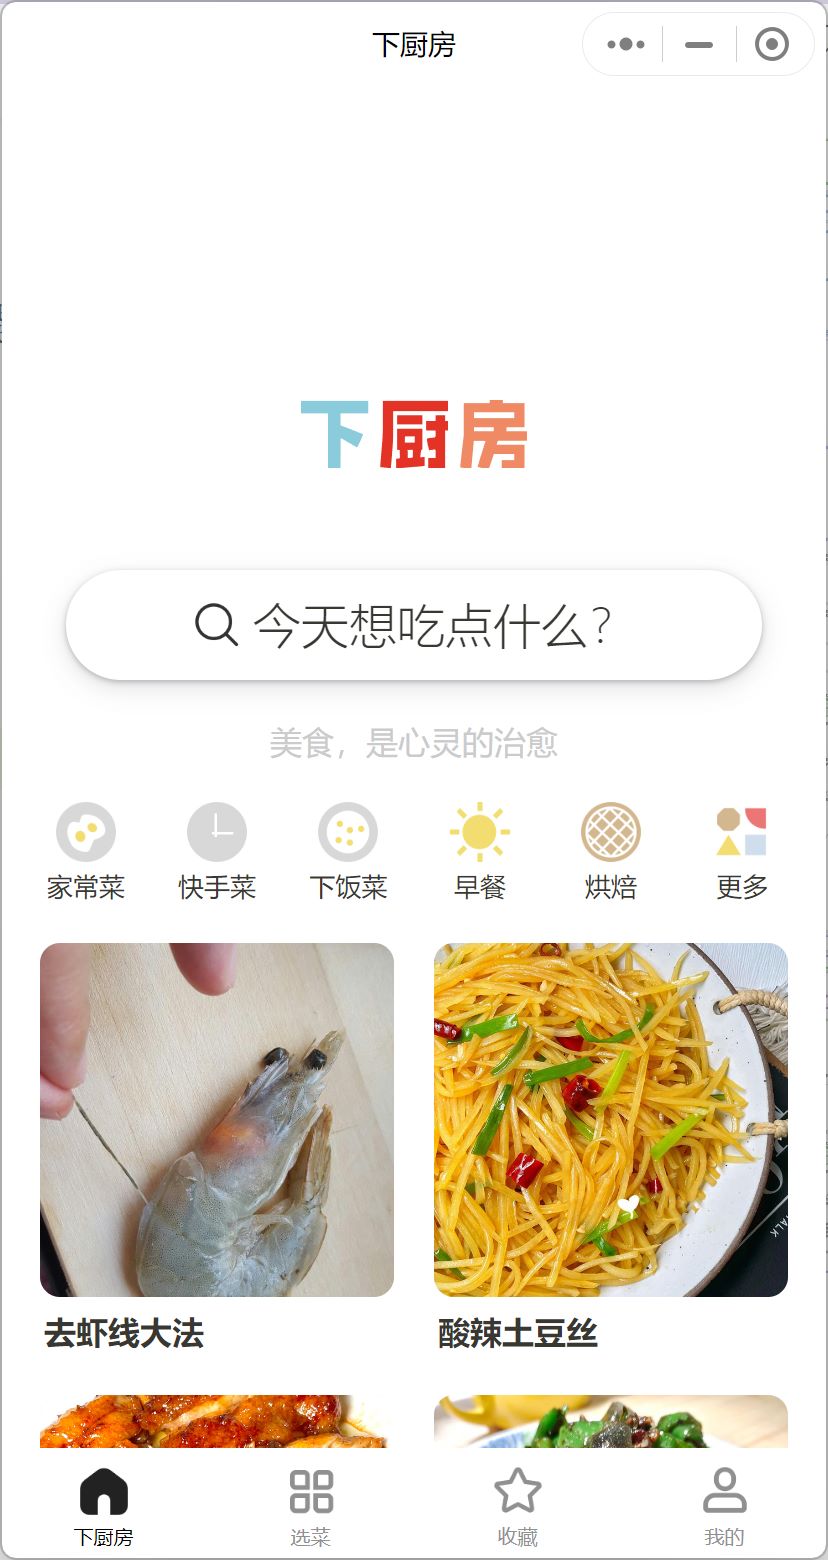 下厨房
下厨房
今天想吃点什么?
美食，是心灵的治愈
家常菜 快手菜 下饭菜 早餐 烘焙 更多
去虾线大法 酸辣土豆丝
下厨房 选菜 收藏 我的